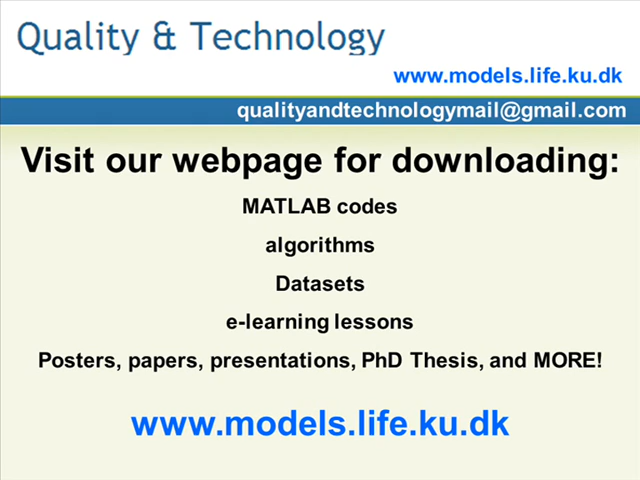 Quality & Technology
www.models.life.ku.dk
qualityandtechnologymail@gmail.com
Visit our webpage for downloading:
MATLAB codes
algorithms
Datasets
e-learning lessons
Posters, papers, presentations, PhD Thesis, and MORE!
www.models.life.ku.dk